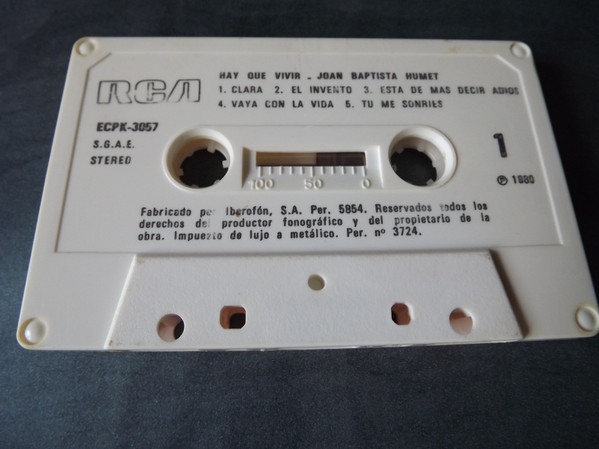 RCA
HAY QUE VIVIR - JOAN BAPTISTA HUMET
1. CLARA 2. EL INVENTO 3. ESTA DE MAS DECIR ADIOS
4. VAYA CON LA VIDA 5. TU ME SONRIES
ECPK-3057
S.G.A.E.
STEREO
1
℗ 1980
100 50 0
Fabricado por Iberofón, S.A. Per. 5854. Reservados todos los
derechos del productor fonográfico y del propietario de la
obra. Impuesto de lujo a metálico. Per. nº 3724.